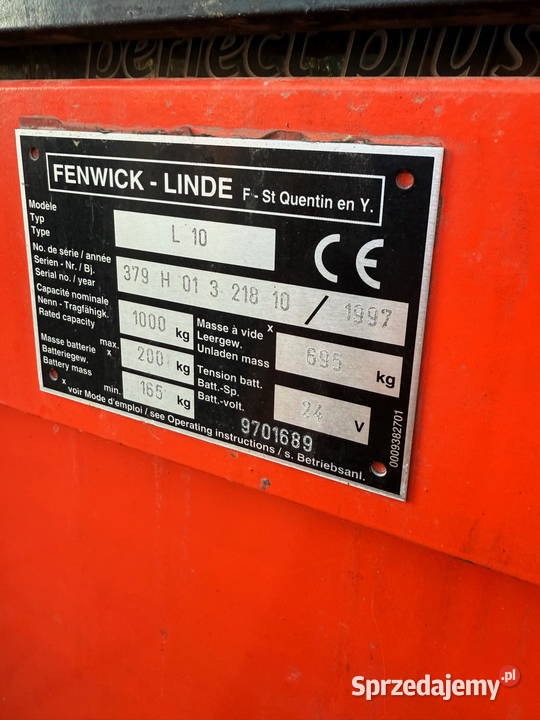 perfect plus
FENWICK - LINDE F - St Quentin en Y.
Modèle
Typ
Type
L 10
CE
No. de série / année
Serien - Nr. / Bj.
Serial no. / year
379 H 01 3 218 10 / 1997
Capacité nominale
Nenn - Tragfähigk.
Rated capacity
1000 kg
Masse à vide x
Leergew.
Unladen mass
695 kg
Masse batterie max.
Batteriegew. x
Battery mass
200 kg
x min.
165 kg
Tension batt.
Batt.-Sp.
Batt.-volt.
24 V
voir Mode d'emploi / see Operating instructions / s. Betriebsanl.
9701689
0009382701
Sprzedajemy.pl